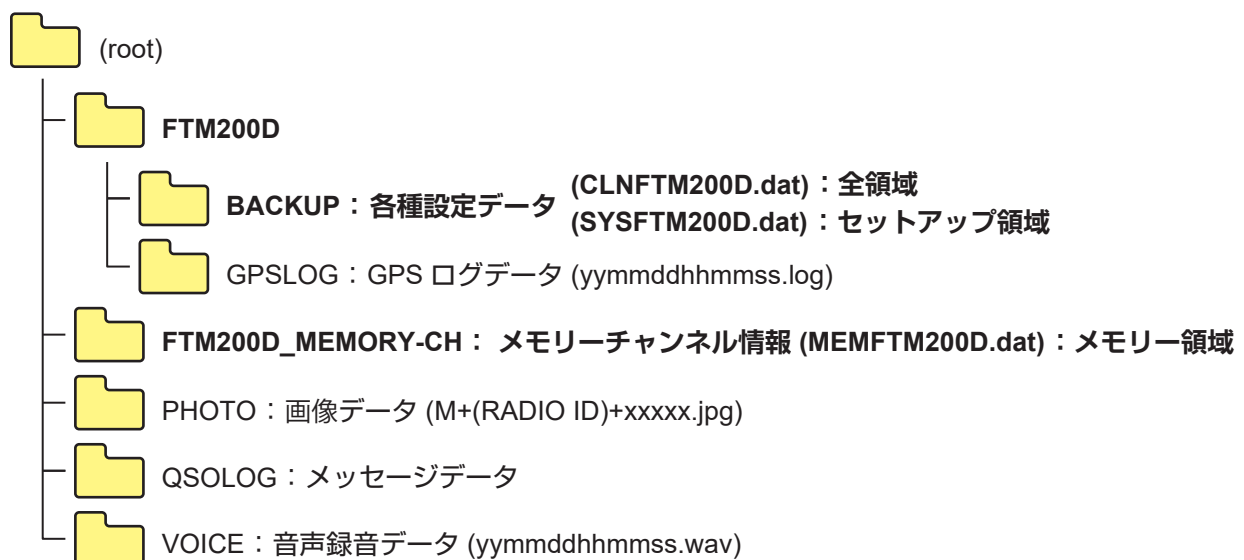 (root)
FTM200D
BACKUP：各種設定データ (CLNFTM200D.dat)：全領域
(SYSFTM200D.dat)：セットアップ領域
GPSLOG：GPS ログデータ (yymmddhhmmss.log)
FTM200D_MEMORY-CH： メモリーチャンネル情報 (MEMFTM200D.dat)：メモリー領域
PHOTO：画像データ (M+(RADIO ID)+xxxxx.jpg)
QSOLOG：メッセージデータ
VOICE：音声録音データ (yymmddhhmmss.wav)